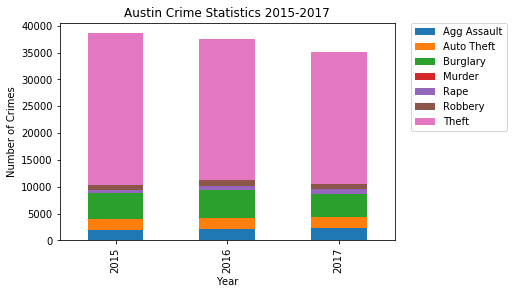 Austin Crime Statistics 2015-2017
40000
35000
30000
25000
20000
15000
10000
5000
0
Number of Crimes
2015
2016
2017
Year
Agg Assault
Auto Theft
Burglary
Murder
Rape
Robbery
Theft